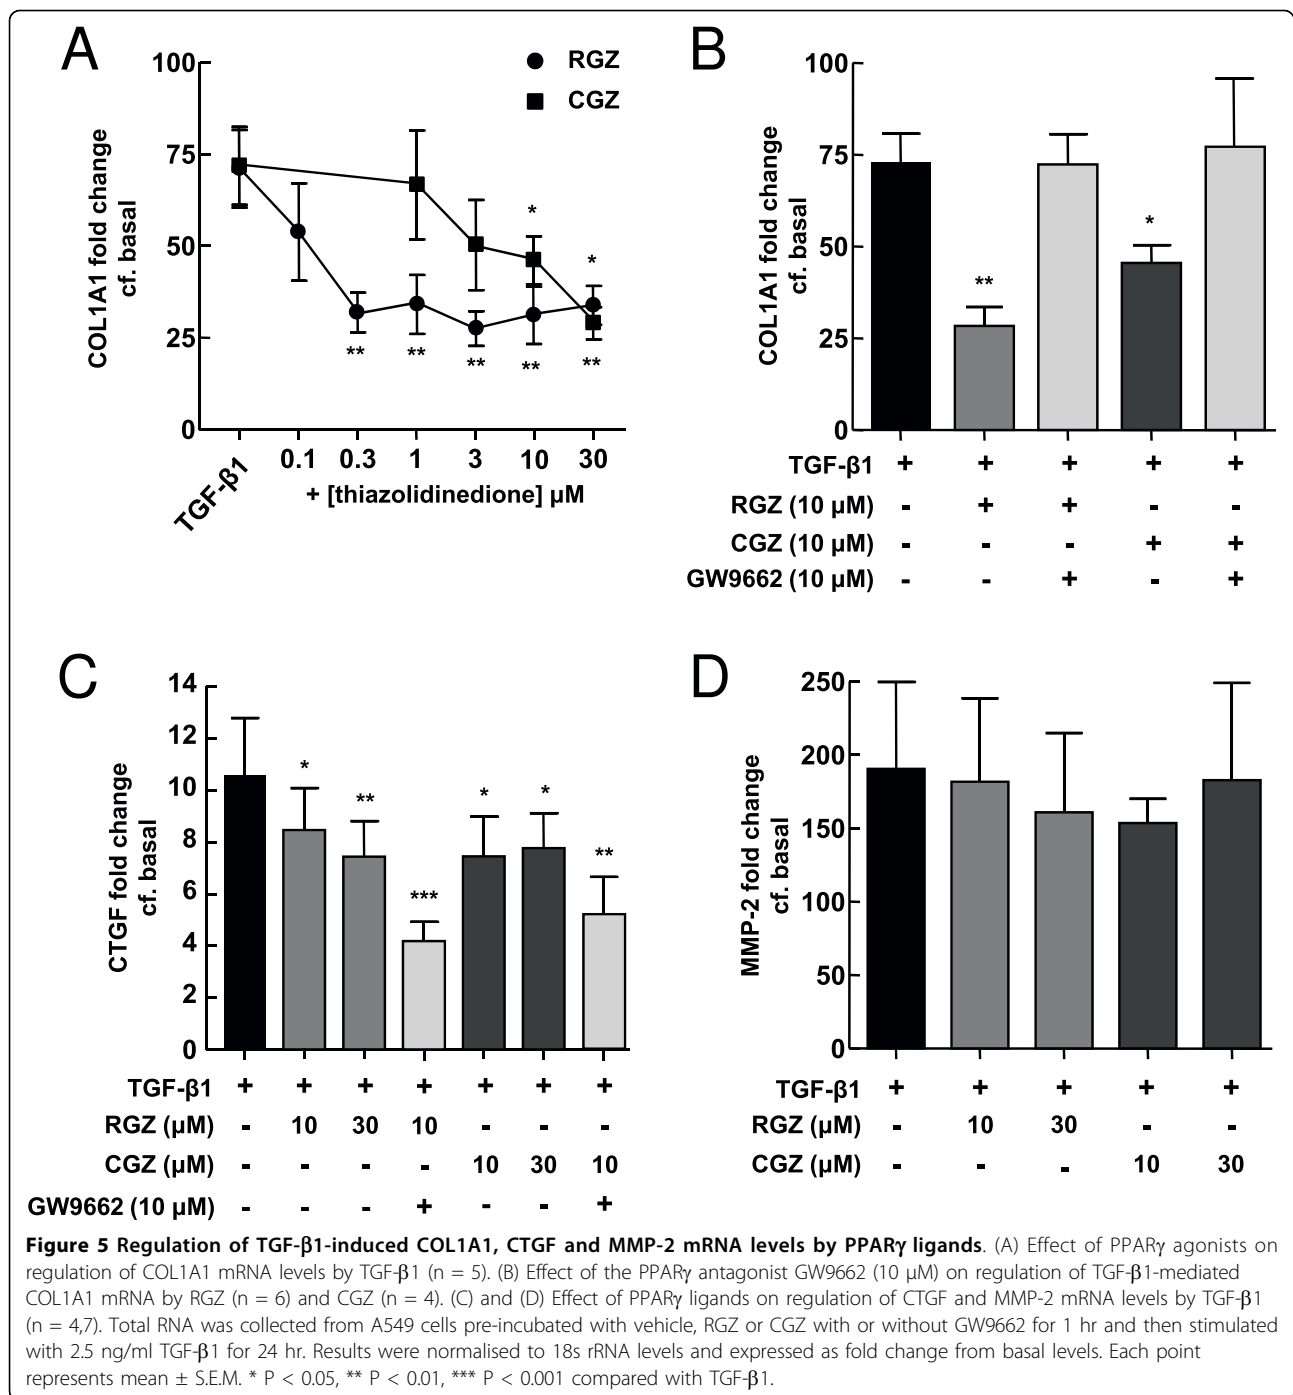 A
100
75
50
25
0
COL1A1 fold change
cf. basal
RGZ
CGZ
*
*
** ** ** ** **
TGF-β1 0.1 0.3 1 3 10 30
+ [thiazolidinedione] µM
B
100
75
50
25
0
COL1A1 fold change
cf. basal
**
*
TGF-β1 + + + + +
RGZ (10 µM) - + + - -
CGZ (10 µM) - - - + +
GW9662 (10 µM) - - + - +
C
14
12
10
8
6
4
2
0
CTGF fold change
cf. basal
* ** *** * * **
TGF-β1 + + + + + + +
RGZ (µM) - 10 30 10 - - -
CGZ (µM) - - - - 10 30 10
GW9662 (10 µM) - - - + - - +
D
250
200
150
100
50
0
MMP-2 fold change
cf. basal
TGF-β1 + + + + +
RGZ (µM) - 10 30 - -
CGZ (µM) - - - 10 30
Figure 5 Regulation of TGF-β1-induced COL1A1, CTGF and MMP-2 mRNA levels by PPARγ ligands. (A) Effect of PPARγ agonists on
regulation of COL1A1 mRNA levels by TGF-β1 (n = 5). (B) Effect of the PPARγ antagonist GW9662 (10 µM) on regulation of TGF-β1-mediated
COL1A1 mRNA by RGZ (n = 6) and CGZ (n = 4). (C) and (D) Effect of PPARγ ligands on regulation of CTGF and MMP-2 mRNA levels by TGF-β1
(n = 4,7). Total RNA was collected from A549 cells pre-incubated with vehicle, RGZ or CGZ with or without GW9662 for 1 hr and then stimulated
with 2.5 ng/ml TGF-β1 for 24 hr. Results were normalised to 18s rRNA levels and expressed as fold change from basal levels. Each point
represents mean ± S.E.M. * P < 0.05, ** P < 0.01, *** P < 0.001 compared with TGF-β1.